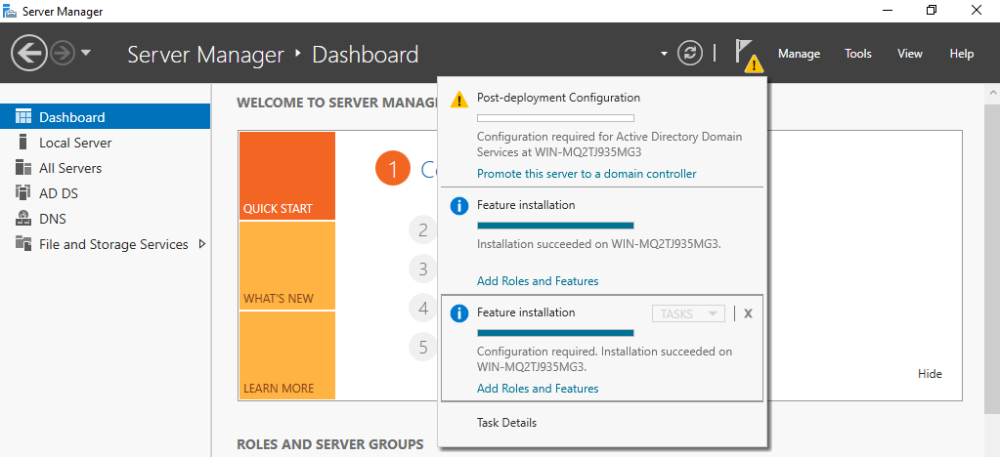 Server Manager
Server Manager ‣ Dashboard
Manage
Tools
View
Help
Dashboard
Local Server
All Servers
AD DS
DNS
File and Storage Services
WELCOME TO SERVER MANAG
QUICK START
WHAT'S NEW
LEARN MORE
1
2
3
4
5
Post-deployment Configuration
Configuration required for Active Directory Domain
Services at WIN-MQ2TJ935MG3
Promote this server to a domain controller
Feature installation
Installation succeeded on WIN-MQ2TJ935MG3.
Add Roles and Features
Feature installation
TASKS
X
Configuration required. Installation succeeded on
WIN-MQ2TJ935MG3.
Add Roles and Features
Task Details
Hide
ROLES AND SERVER GROUPS